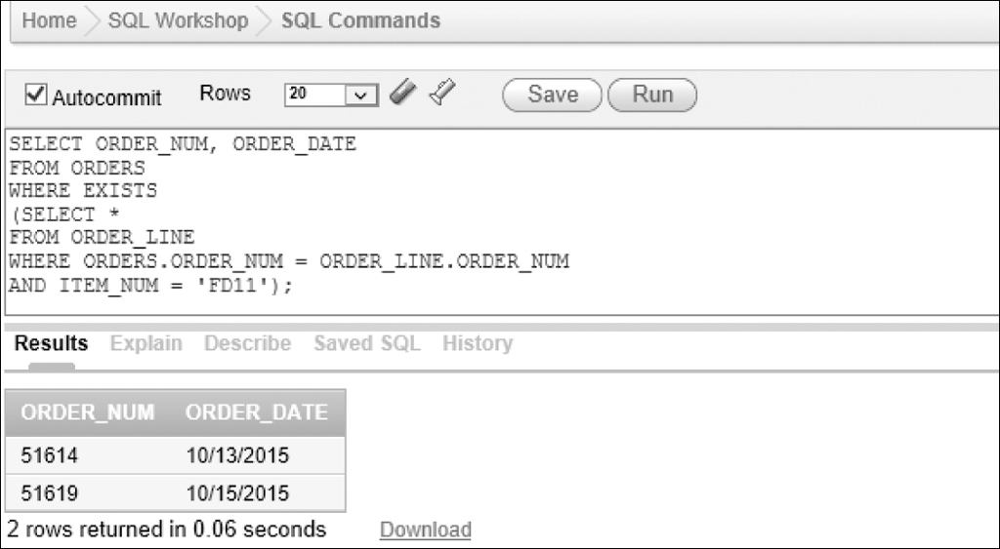 Home SQL Workshop SQL Commands
Autocommit Rows 20 Save Run
SELECT ORDER_NUM, ORDER_DATE
FROM ORDERS
WHERE EXISTS
(SELECT *
FROM ORDER_LINE
WHERE ORDERS.ORDER_NUM = ORDER_LINE.ORDER_NUM
AND ITEM_NUM = 'FD11');
Results Explain Describe Saved SQL History
ORDER_NUM ORDER_DATE
51614 10/13/2015
51619 10/15/2015
2 rows returned in 0.06 seconds Download